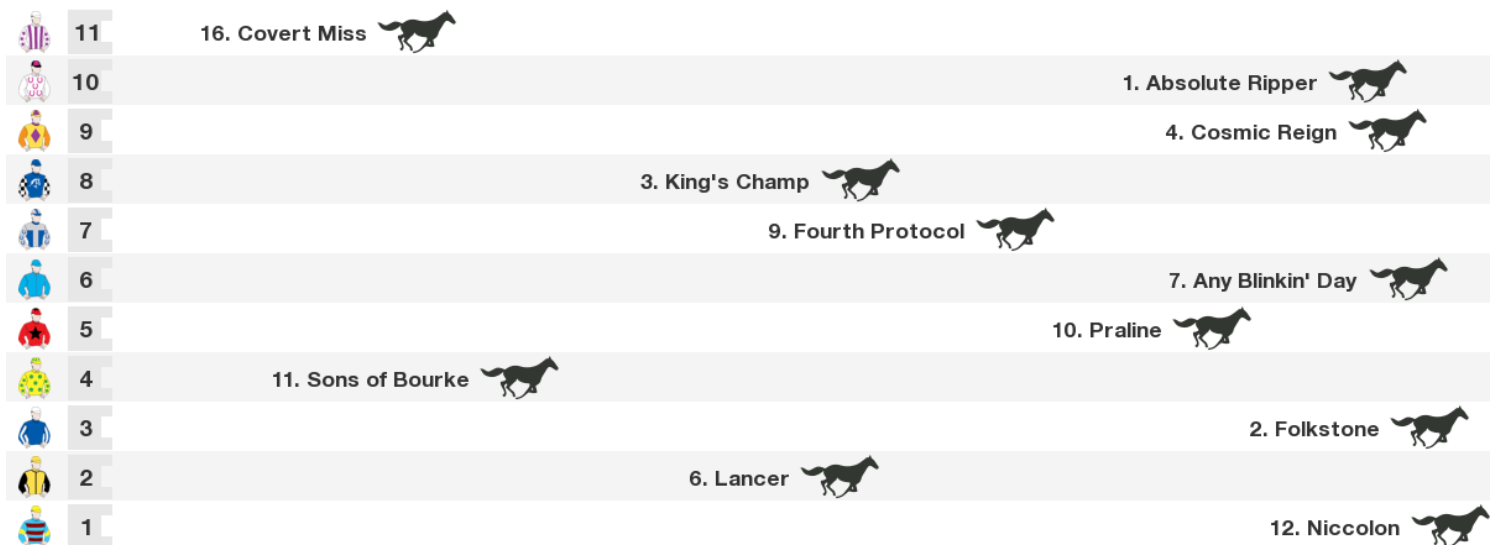 11 16. Covert Miss
10 1. Absolute Ripper
9 4. Cosmic Reign
8 3. King's Champ
7 9. Fourth Protocol
6 7. Any Blinkin' Day
5 10. Praline
4 11. Sons of Bourke
3 2. Folkstone
2 6. Lancer
1 12. Niccolon